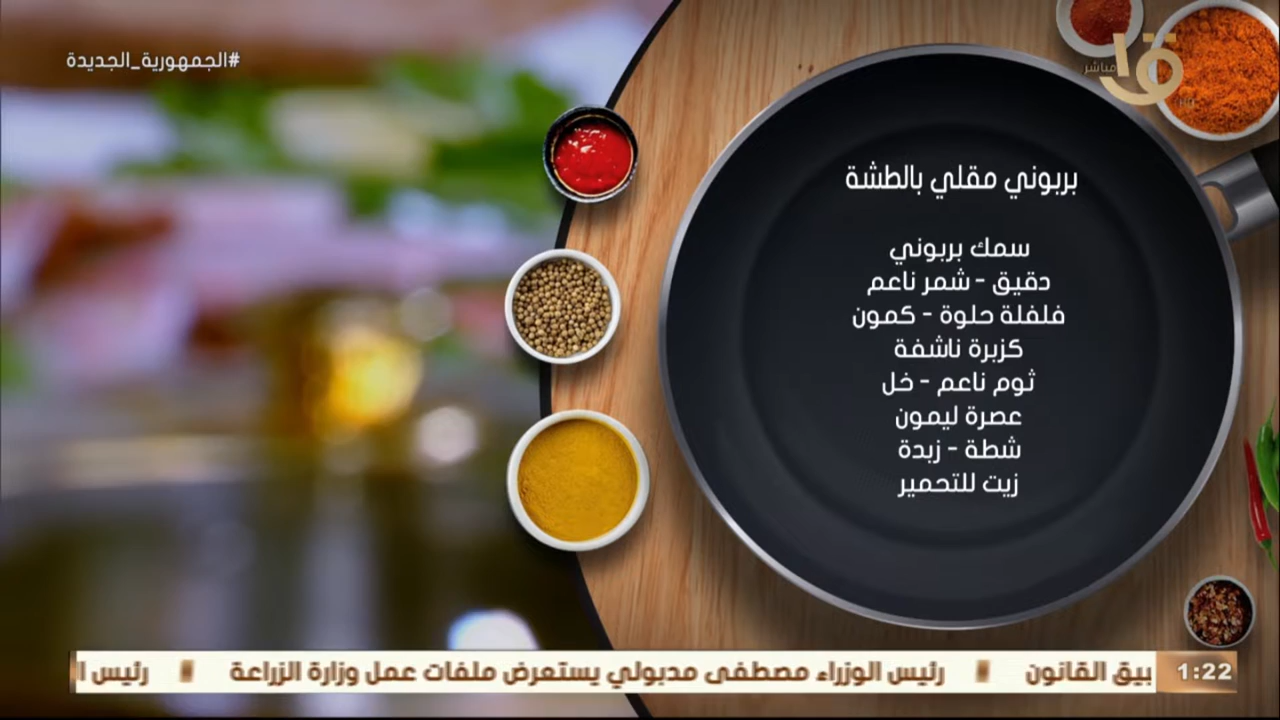 #الجمهورية_الجديدة
مباشر
بربوني مقلي بالطشة
سمك بربوني
دقيق - شمر ناعم
فلفلة حلوة - كمون
كزبرة ناشفة
ثوم ناعم - خل
عصرة ليمون
شطة - زبدة
زيت للتحمير
1:22 بيق القانون رئيس الوزراء مصطفى مدبولي يستعرض ملفات عمل وزارة الزراعة رئيس ا